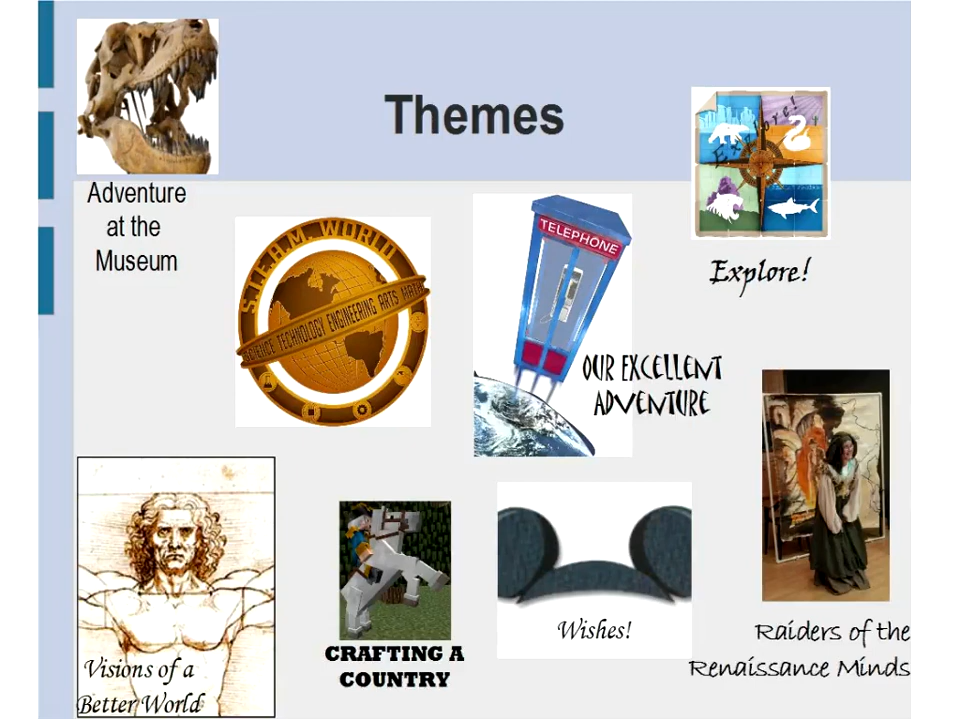 Themes
Adventure
at the
Museum
Explore!
Explore!
S.T.E.A.M. WORLD
SCIENCE TECHNOLOGY ENGINEERING ARTS MATH
TELEPHONE
OUR EXCELLENT
ADVENTURE
Visions of a
Better World
CRAFTING A
COUNTRY
Wishes!
Raiders of the
Renaissance Minds